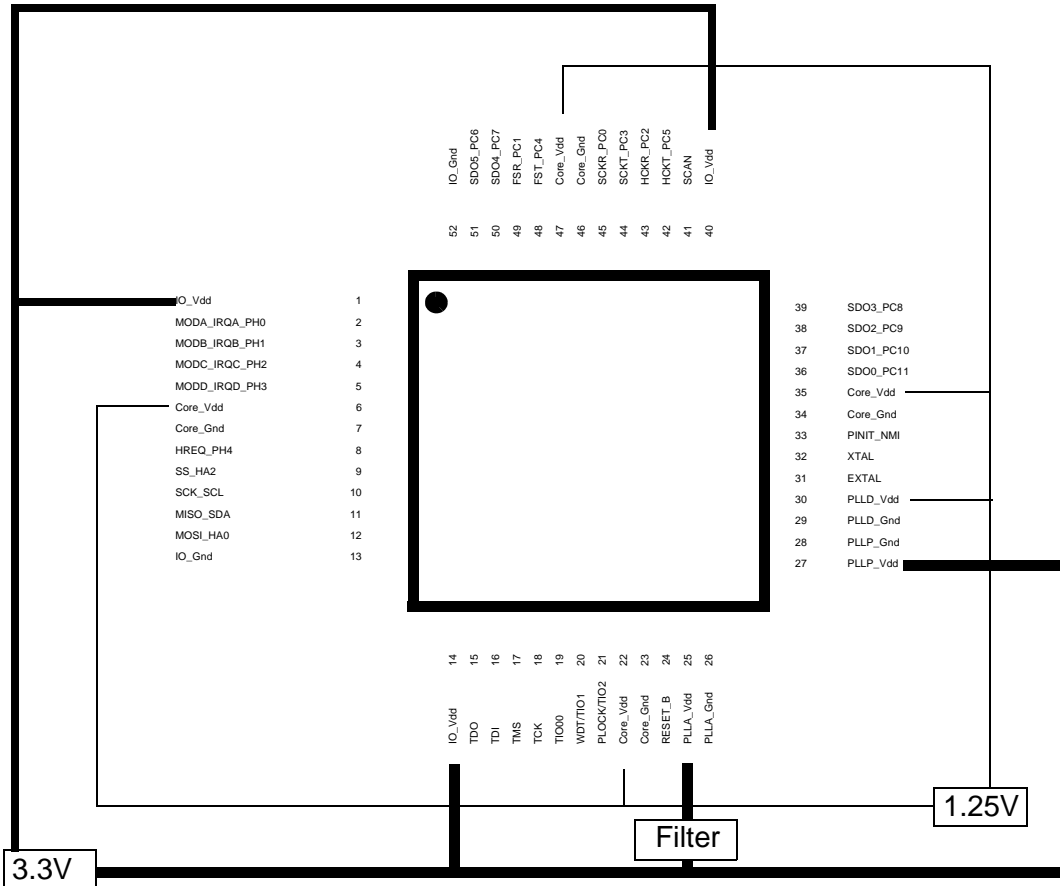 IO_Gnd
SDO5_PC6
SDO4_PC7
FSR_PC1
FST_PC4
Core_Vdd
Core_Gnd
SCKR_PC0
SCKT_PC3
HCKR_PC2
HCKT_PC5
SCAN
IO_Vdd
52 51 50 49 48 47 46 45 44 43 42 41 40
IO_Vdd 1
MODA_IRQA_PH0 2
MODB_IRQB_PH1 3
MODC_IRQC_PH2 4
MODD_IRQD_PH3 5
Core_Vdd 6
Core_Gnd 7
HREQ_PH4 8
SS_HA2 9
SCK_SCL 10
MISO_SDA 11
MOSI_HA0 12
IO_Gnd 13
39 SDO3_PC8
38 SDO2_PC9
37 SDO1_PC10
36 SDO0_PC11
35 Core_Vdd
34 Core_Gnd
33 PINIT_NMI
32 XTAL
31 EXTAL
30 PLLD_Vdd
29 PLLD_Gnd
28 PLLP_Gnd
27 PLLP_Vdd
14 15 16 17 18 19 20 21 22 23 24 25 26
IO_Vdd
TDO
TDI
TMS
TCK
TIO00
WDT/TIO1
PLOCK/TIO2
Core_Vdd
Core_Gnd
RESET_B
PLLA_Vdd
PLLA_Gnd
1.25V
Filter
3.3V